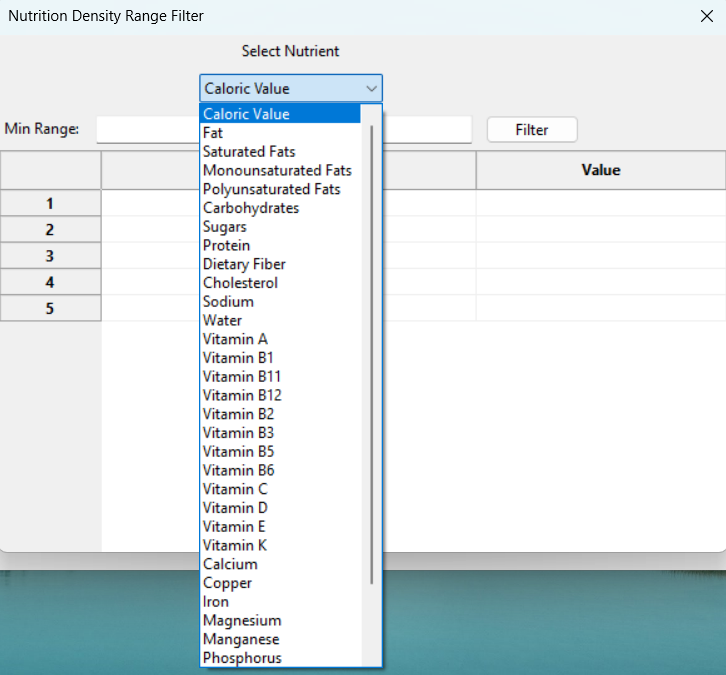 Nutrition Density Range Filter
Select Nutrient
Caloric Value
Min Range:
Filter
Value
1
2
3
4
5
Caloric Value
Fat
Saturated Fats
Monounsaturated Fats
Polyunsaturated Fats
Carbohydrates
Sugars
Protein
Dietary Fiber
Cholesterol
Sodium
Water
Vitamin A
Vitamin B1
Vitamin B11
Vitamin B12
Vitamin B2
Vitamin B3
Vitamin B5
Vitamin B6
Vitamin C
Vitamin D
Vitamin E
Vitamin K
Calcium
Copper
Iron
Magnesium
Manganese
Phosphorus